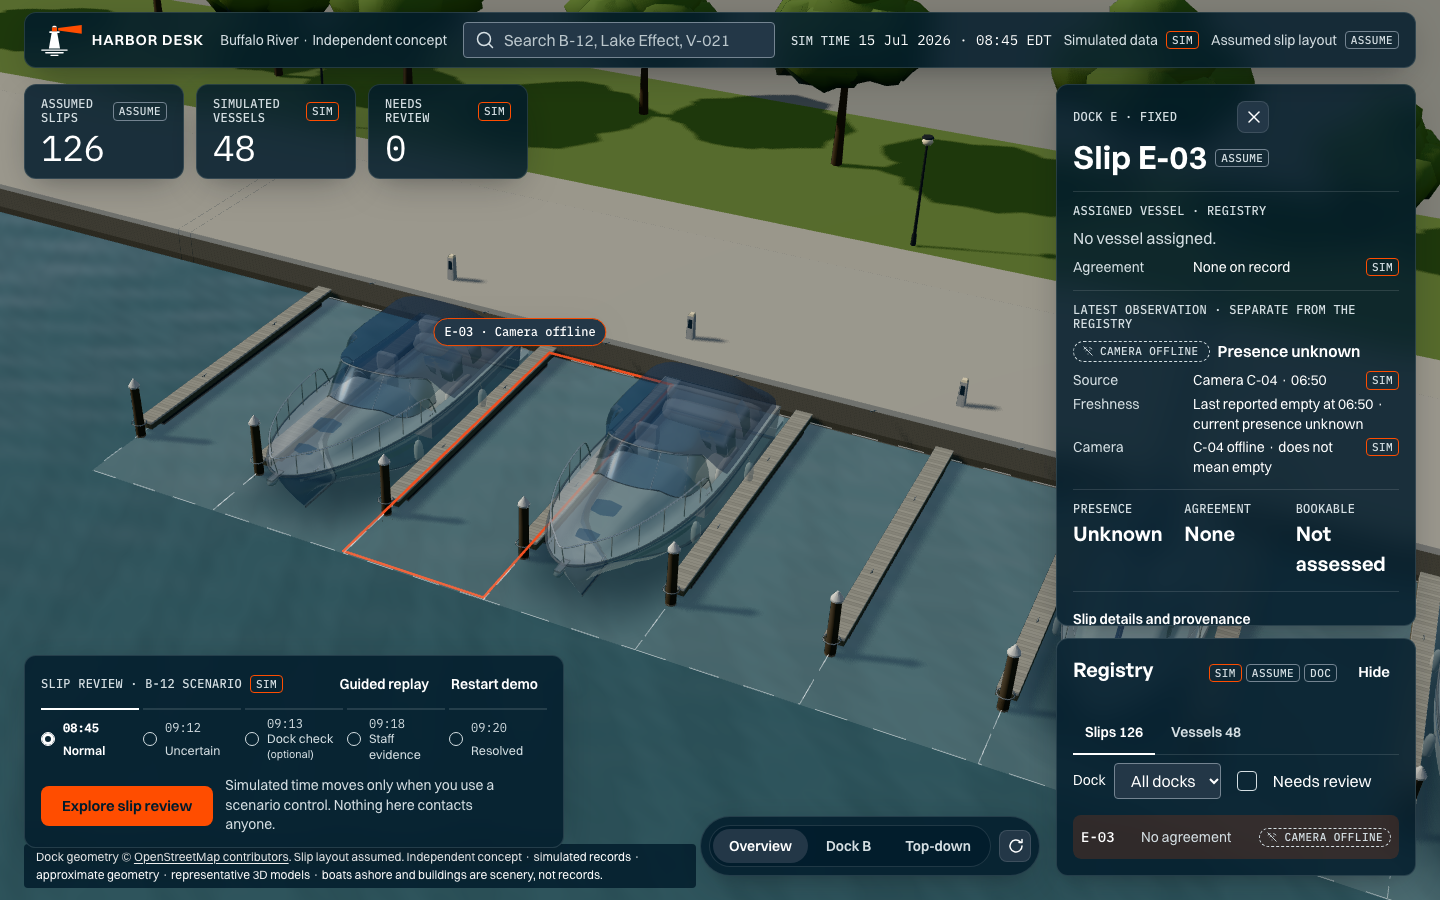 HARBOR DESK
Buffalo River · Independent concept
Search B-12, Lake Effect, V-021
SIM TIME 15 Jul 2026 · 08:45 EDT
Simulated data SIM
Assumed slip layout ASSUME
ASSUMED SLIPS ASSUME
126
SIMULATED VESSELS SIM
48
NEEDS REVIEW SIM
0
E-03 · Camera offline
DOCK E · FIXED
Slip E-03 ASSUME
ASSIGNED VESSEL · REGISTRY
No vessel assigned.
Agreement None on record SIM
LATEST OBSERVATION · SEPARATE FROM THE
REGISTRY
CAMERA OFFLINE Presence unknown
Source Camera C-04 · 06:50 SIM
Freshness Last reported empty at 06:50 ·
current presence unknown
Camera C-04 offline · does not SIM
mean empty
PRESENCE AGREEMENT BOOKABLE
Unknown None Not
assessed
Slip details and provenance
Registry SIM ASSUME DOC Hide
Slips 126 Vessels 48
Dock All docks Needs review
E-03 No agreement CAMERA OFFLINE
SLIP REVIEW · B-12 SCENARIO SIM Guided replay Restart demo
08:45
Normal
09:12
Uncertain
09:13
Dock check
(optional)
09:18
Staff
evidence
09:20
Resolved
Explore slip review
Simulated time moves only when you use a
scenario control. Nothing here contacts
anyone.
Dock geometry © OpenStreetMap contributors. Slip layout assumed. Independent concept · simulated records ·
approximate geometry · representative 3D models · boats ashore and buildings are scenery, not records.
Overview Dock B Top-down